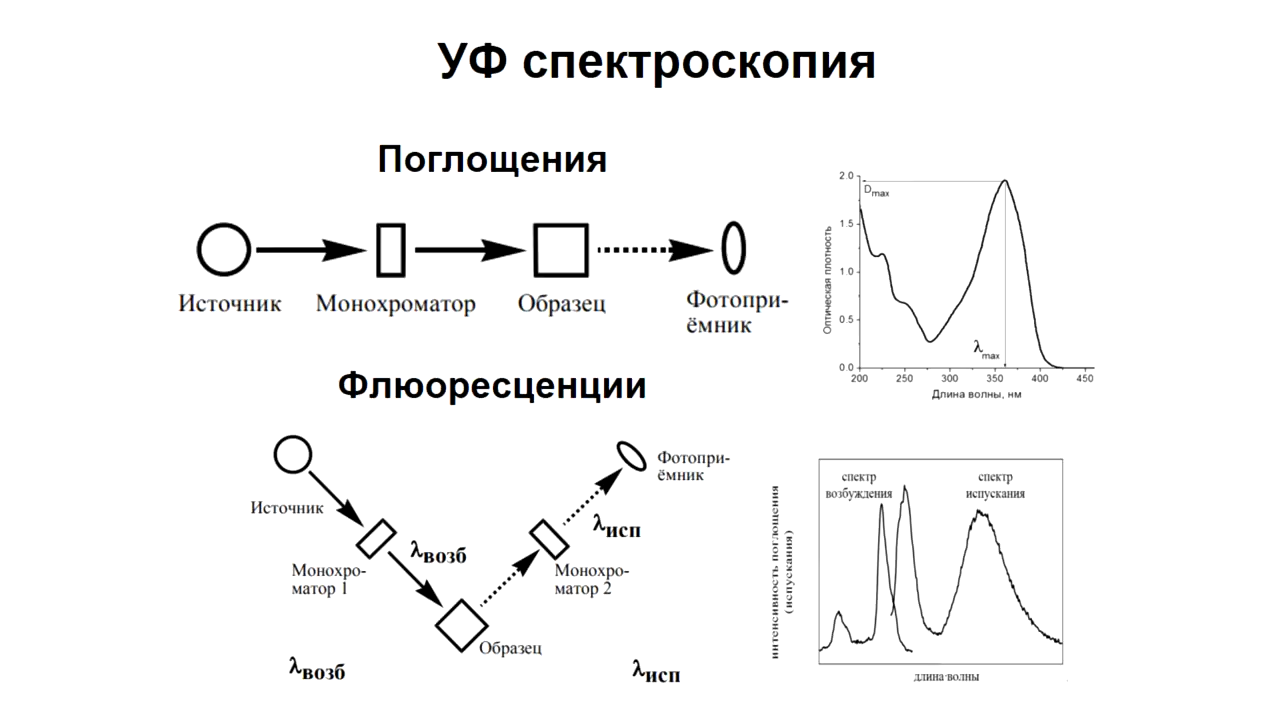 УФ спектроскопия
Поглощения
Источник
Монохроматор
Образец
Фотопри-
ёмник
Оптическая плотность
2.0
1.5
1.0
0.5
0.0
Dmax
λmax
200 250 300 350 400 450
Длина волны, нм
Флюоресценции
Источник
Монохро-
матор 1
λвозб
Образец
Монохро-
матор 2
λисп
Фотопри-
ёмник
λвозб
λисп
интенсивность поглощения
(испускания)
спектр
возбуждения
спектр
испускания
длина волны